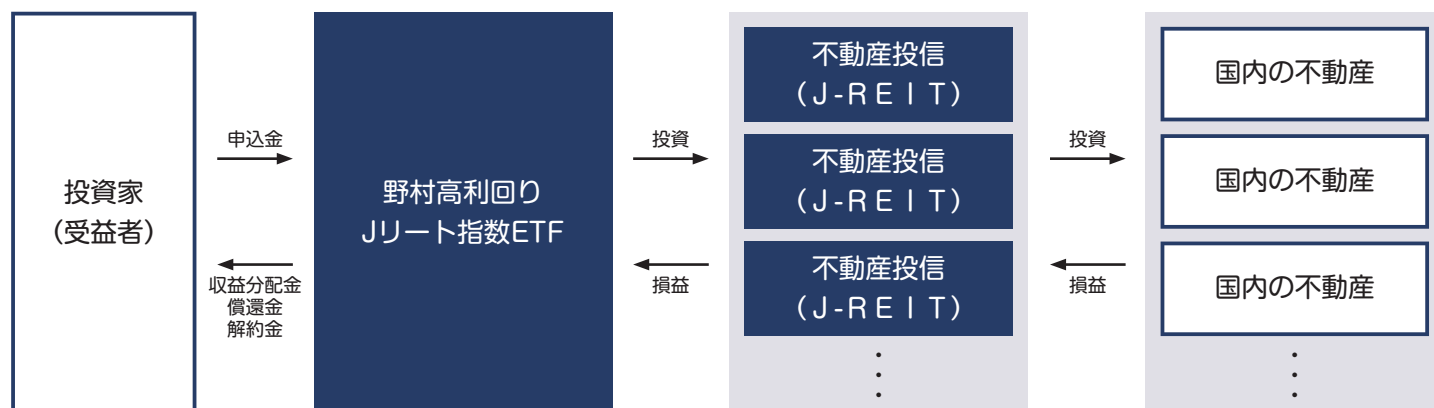 投資家
（受益者）
申込金
収益分配金
償還金
解約金
野村高利回り
Jリート指数ETF
投資
損益
不動産投信
（J-REIT）
不動産投信
（J-REIT）
不動産投信
（J-REIT）
・
・
・
投資
損益
国内の不動産
国内の不動産
国内の不動産
・
・
・